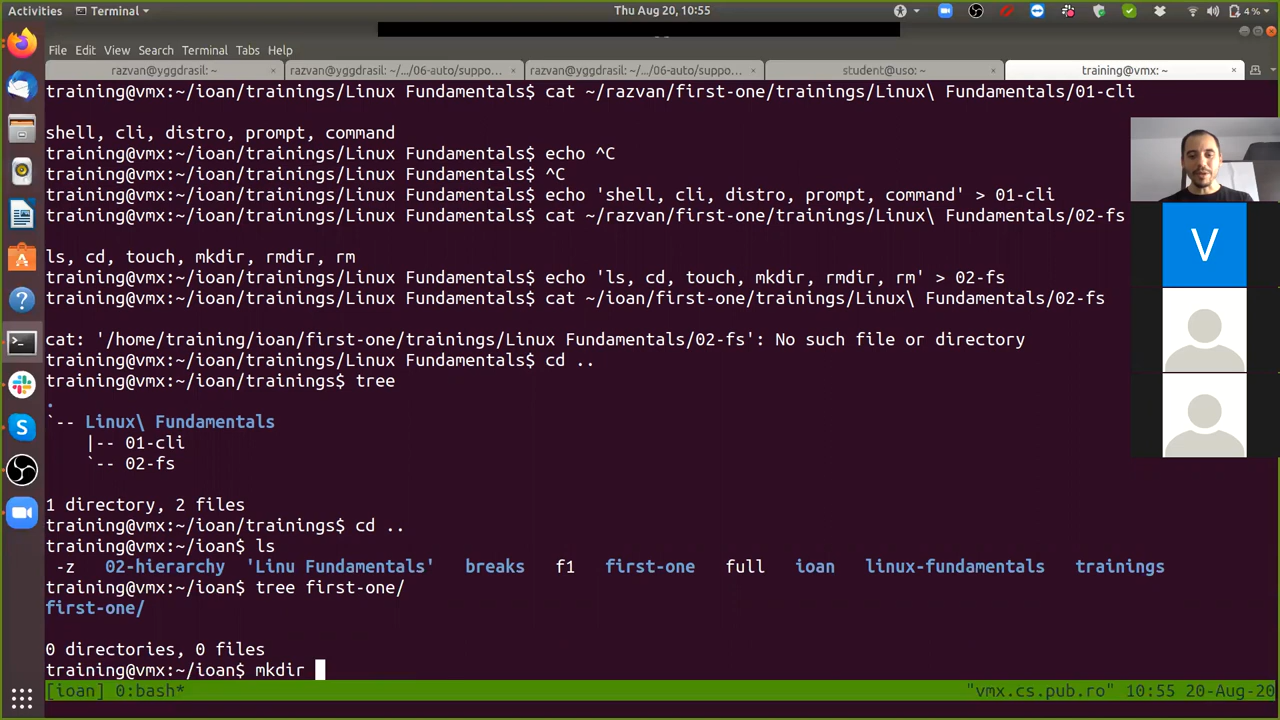 Activities
Terminal
Thu Aug 20, 10:55
4 %
File Edit View Search Terminal Tabs Help
razvan@yggdrasil: ~ × razvan@yggdrasil: ~/.../06-auto/suppo... × razvan@yggdrasil: ~/.../06-auto/suppo... × student@uso: ~ × training@vmx: ~ ×
training@vmx:~/ioan/trainings/Linux Fundamentals$ cat ~/razvan/first-one/trainings/Linux\ Fundamentals/01-cli
shell, cli, distro, prompt, command
training@vmx:~/ioan/trainings/Linux Fundamentals$ echo ^C
training@vmx:~/ioan/trainings/Linux Fundamentals$ ^C
training@vmx:~/ioan/trainings/Linux Fundamentals$ echo 'shell, cli, distro, prompt, command' > 01-cli
training@vmx:~/ioan/trainings/Linux Fundamentals$ cat ~/razvan/first-one/trainings/Linux\ Fundamentals/02-fs
ls, cd, touch, mkdir, rmdir, rm
training@vmx:~/ioan/trainings/Linux Fundamentals$ echo 'ls, cd, touch, mkdir, rmdir, rm' > 02-fs
training@vmx:~/ioan/trainings/Linux Fundamentals$ cat ~/ioan/first-one/trainings/Linux\ Fundamentals/02-fs
cat: '/home/training/ioan/first-one/trainings/Linux Fundamentals/02-fs': No such file or directory
training@vmx:~/ioan/trainings/Linux Fundamentals$ cd ..
training@vmx:~/ioan/trainings$ tree
.
`-- Linux\ Fundamentals
    |-- 01-cli
    `-- 02-fs
1 directory, 2 files
training@vmx:~/ioan/trainings$ cd ..
training@vmx:~/ioan$ ls
-z 02-hierarchy 'Linu Fundamentals' breaks f1 first-one full ioan linux-fundamentals trainings
training@vmx:~/ioan$ tree first-one/
first-one/
0 directories, 0 files
training@vmx:~/ioan$ mkdir
[ioan] 0:bash* "vmx.cs.pub.ro" 10:55 20-Aug-20
V